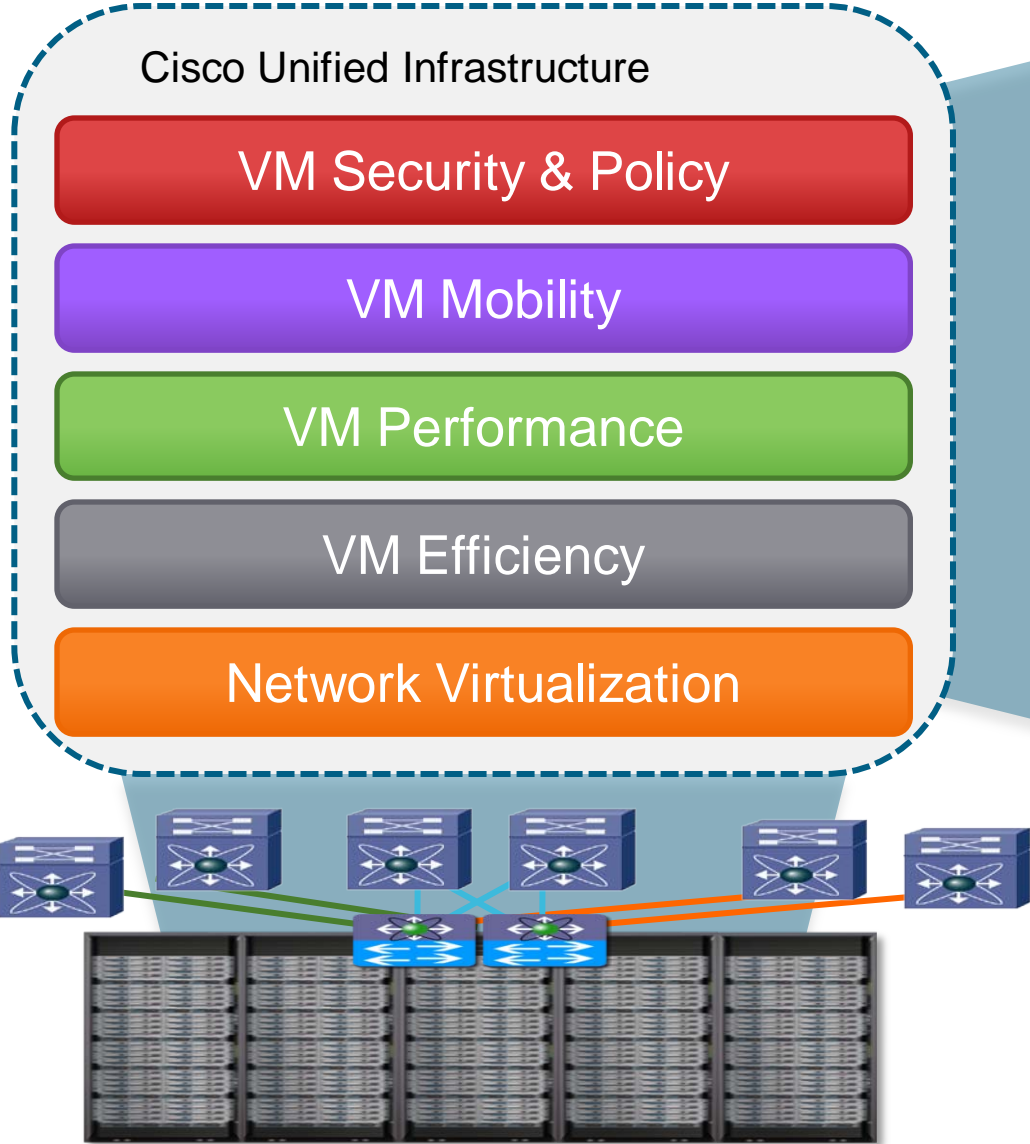 Cisco Unified Infrastructure
VM Security & Policy
VM Mobility
VM Performance
VM Efficiency
Network Virtualization